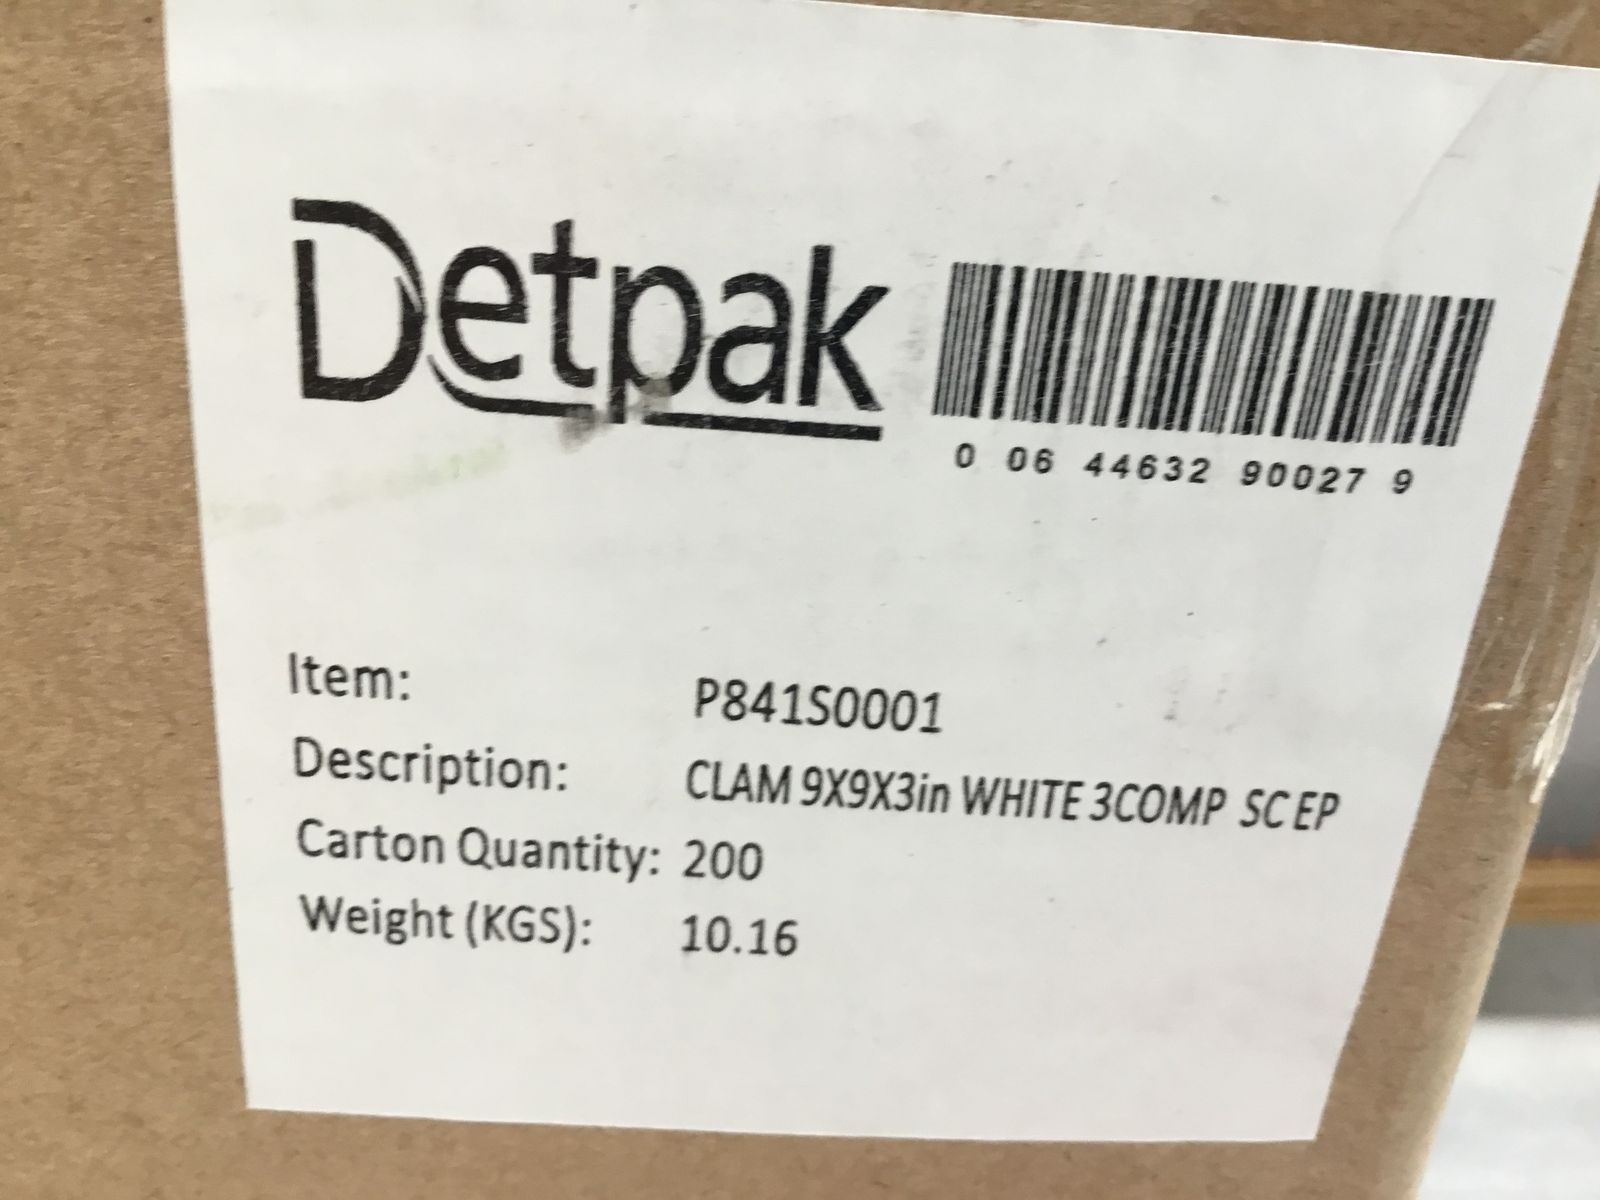 Detpak
0 06 44632 90027 9
Item: P841S0001
Description: CLAM 9X9X3in WHITE 3COMP SC EP
Carton Quantity: 200
Weight (KGS): 10.16